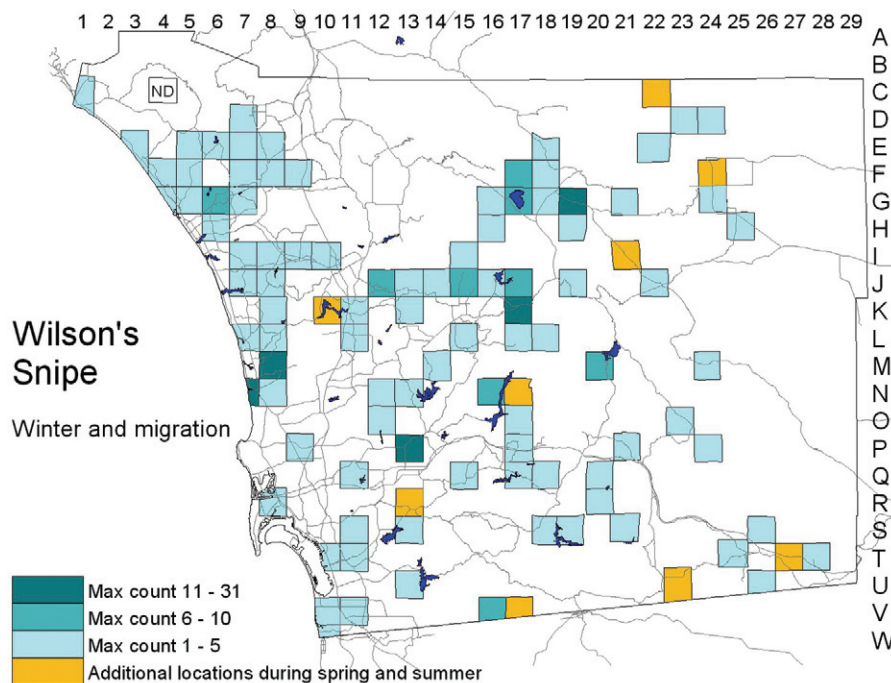 1 2 3 4 5 6 7 8 9 10 11 12 13 14 15 16 17 18 19 20 21 22 23 24 25 26 27 28 29
A
B
C
D
E
F
G
H
I
J
K
L
M
N
O
P
Q
R
S
T
U
V
W
ND
Wilson's
Snipe
Winter and migration
Max count 11 - 31
Max count 6 - 10
Max count 1 - 5
Additional locations during spring and summer